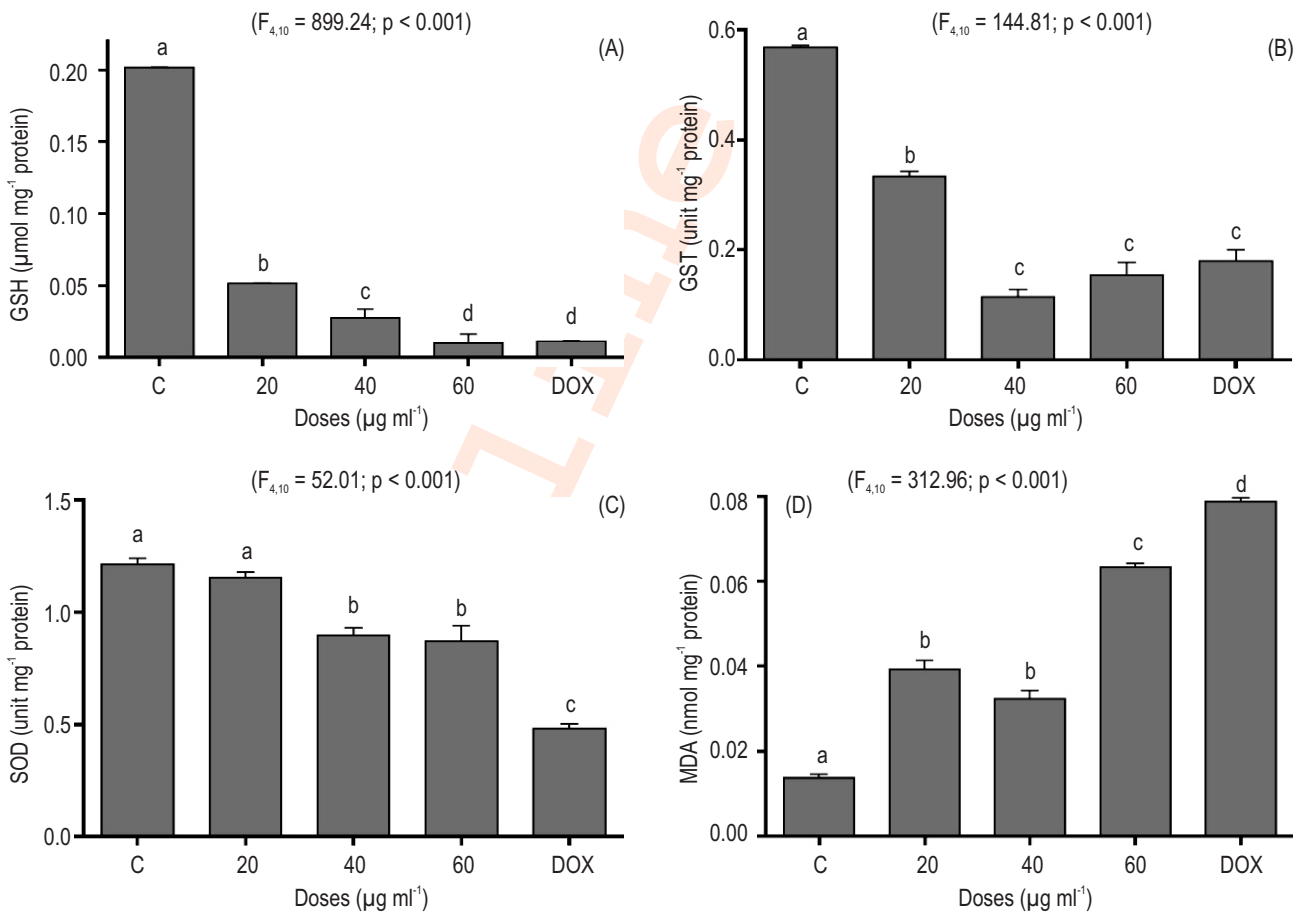 (F4,10 = 899.24; p < 0.001)
(A)
GSH (µmol mg-1 protein)
0.20
0.15
0.10
0.05
0.00
a
b
c
d
d
C 20 40 60 DOX
Doses (µg ml-1)
(F4,10 = 144.81; p < 0.001)
(B)
GST (unit mg-1 protein)
0.6
0.4
0.2
0.0
a
b
c
c
c
C 20 40 60 DOX
Doses (µg ml-1)
(F4,10 = 52.01; p < 0.001)
(C)
SOD (unit mg-1 protein)
1.5
1.0
0.5
0.0
a
a
b
b
c
C 20 40 60 DOX
Doses (µg ml-1)
(F4,10 = 312.96; p < 0.001)
(D)
MDA (nmol mg-1 protein)
0.08
0.06
0.04
0.02
0.00
a
b
b
c
d
C 20 40 60 DOX
Doses (µg ml-1)